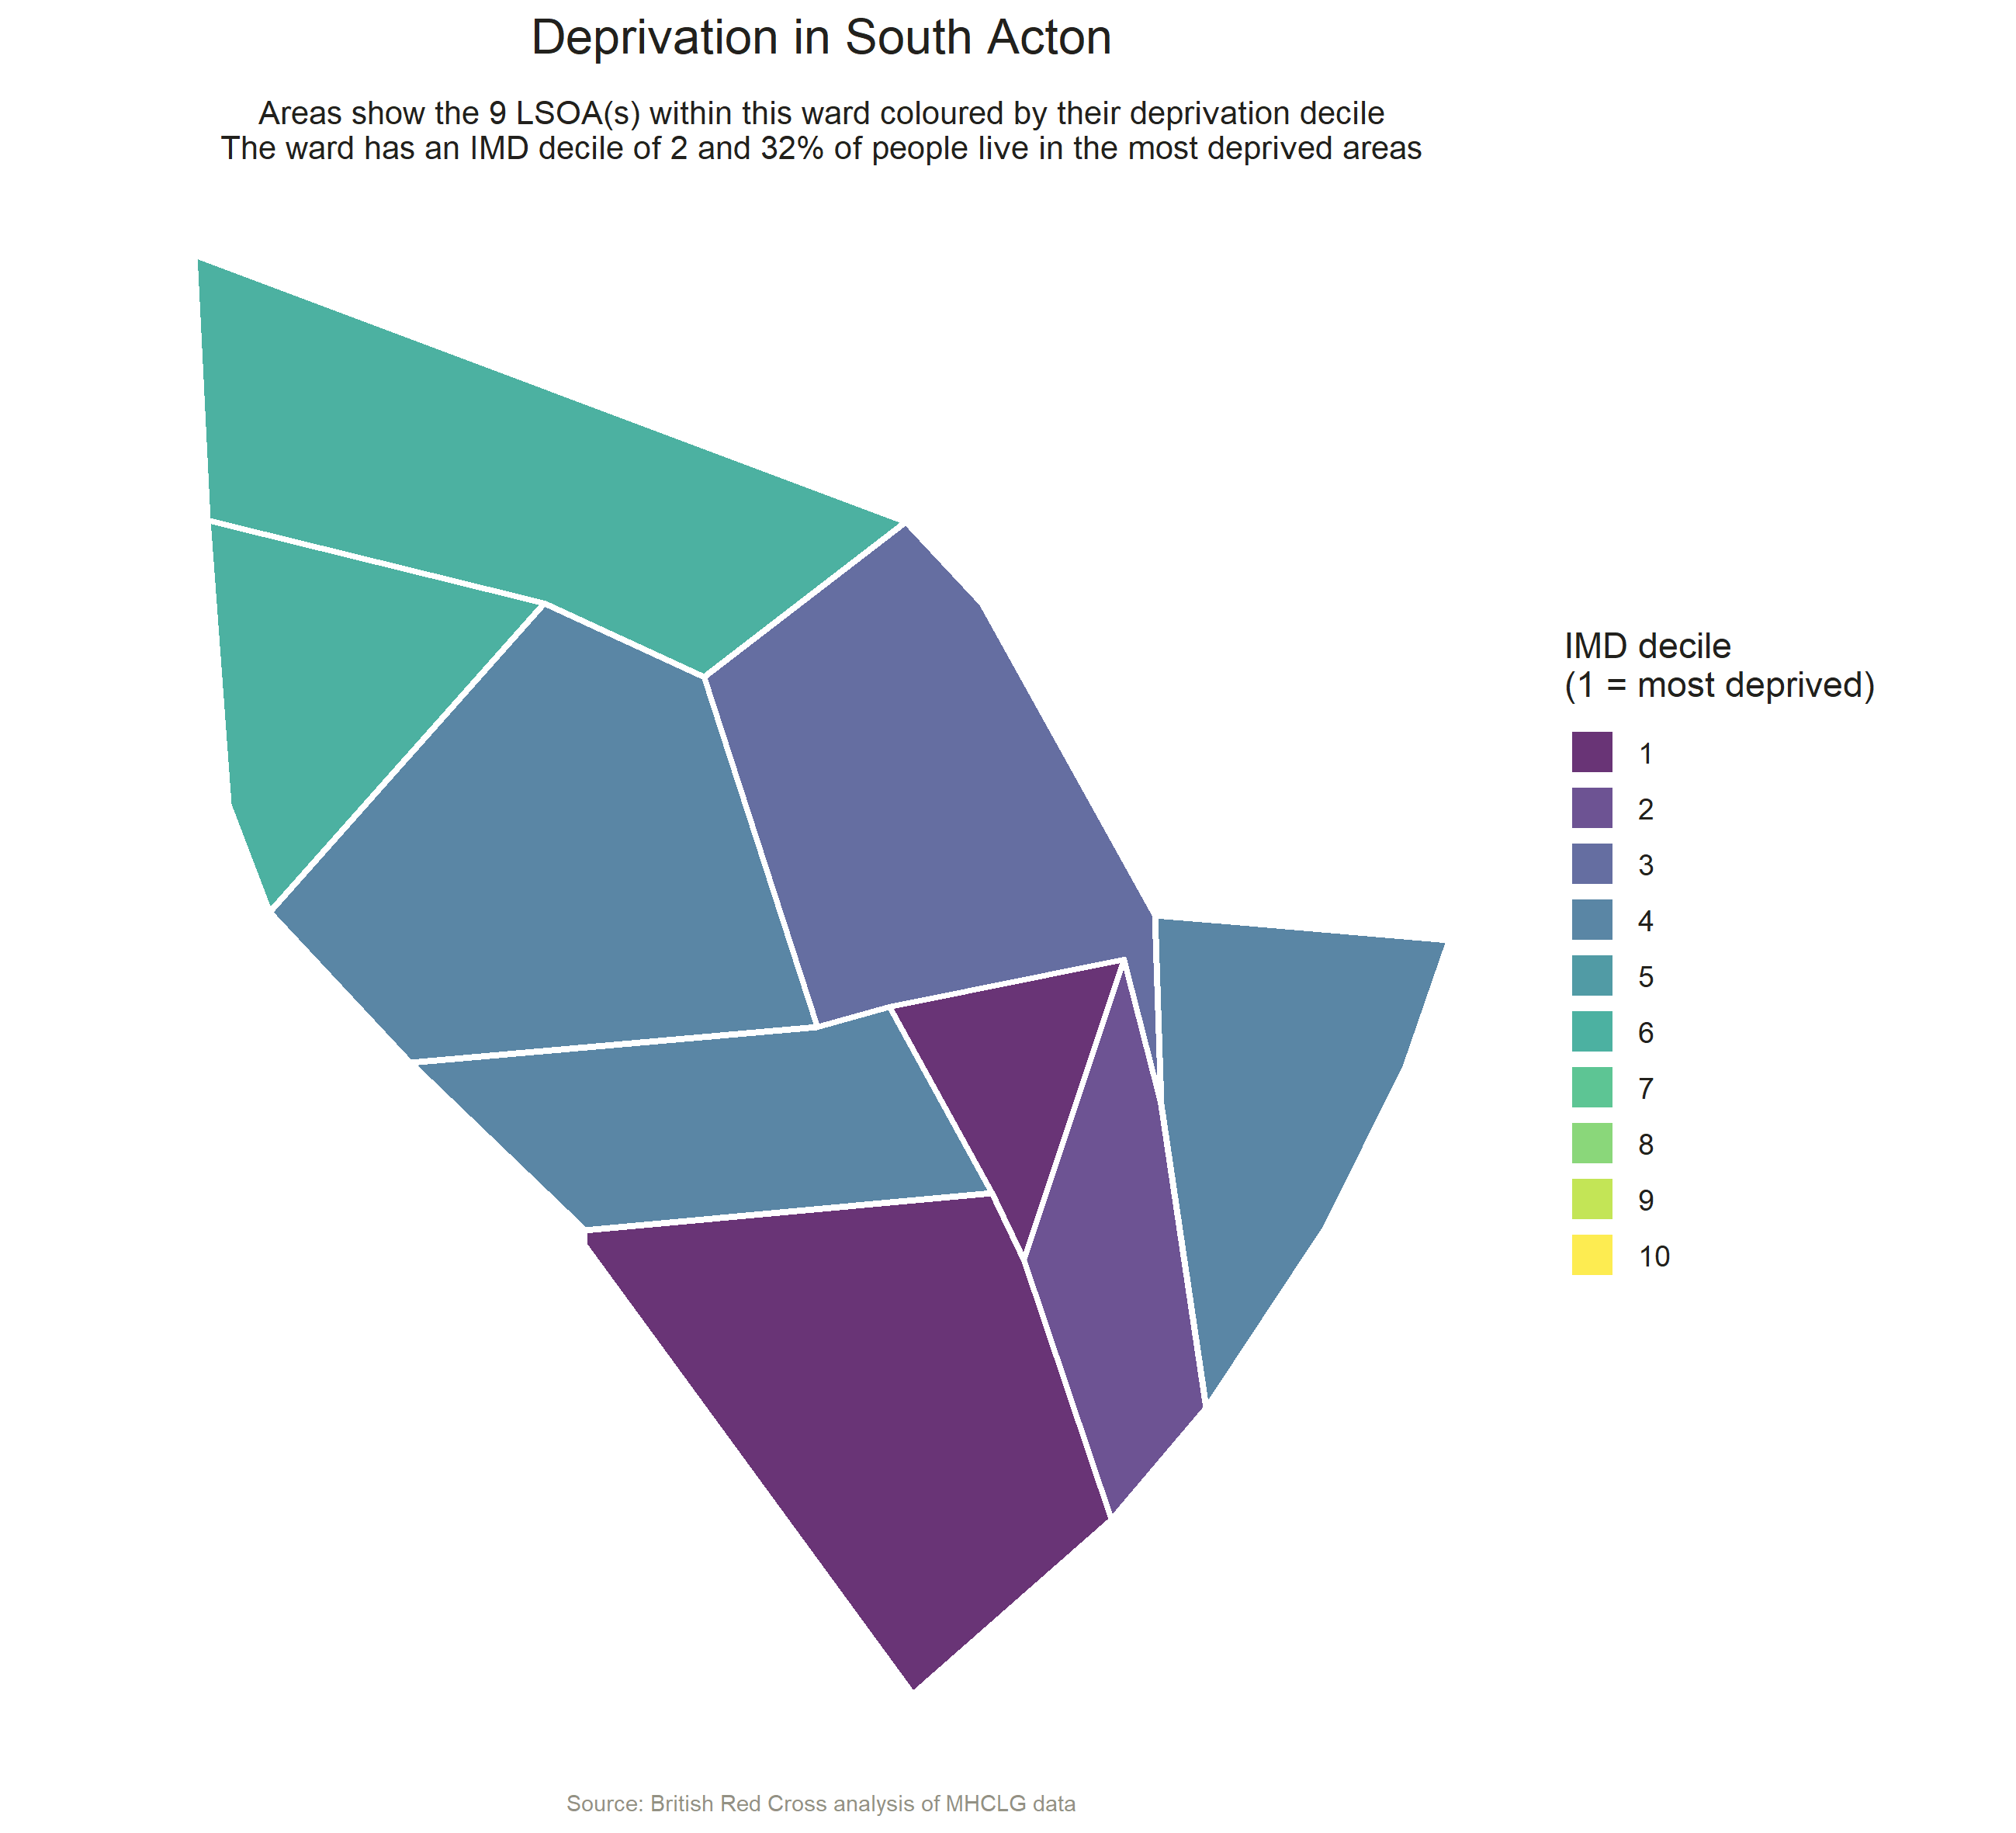 Deprivation in South Acton
Areas show the 9 LSOA(s) within this ward coloured by their deprivation decile
The ward has an IMD decile of 2 and 32% of people live in the most deprived areas
IMD decile
(1 = most deprived)
1
2
3
4
5
6
7
8
9
10
Source: British Red Cross analysis of MHCLG data